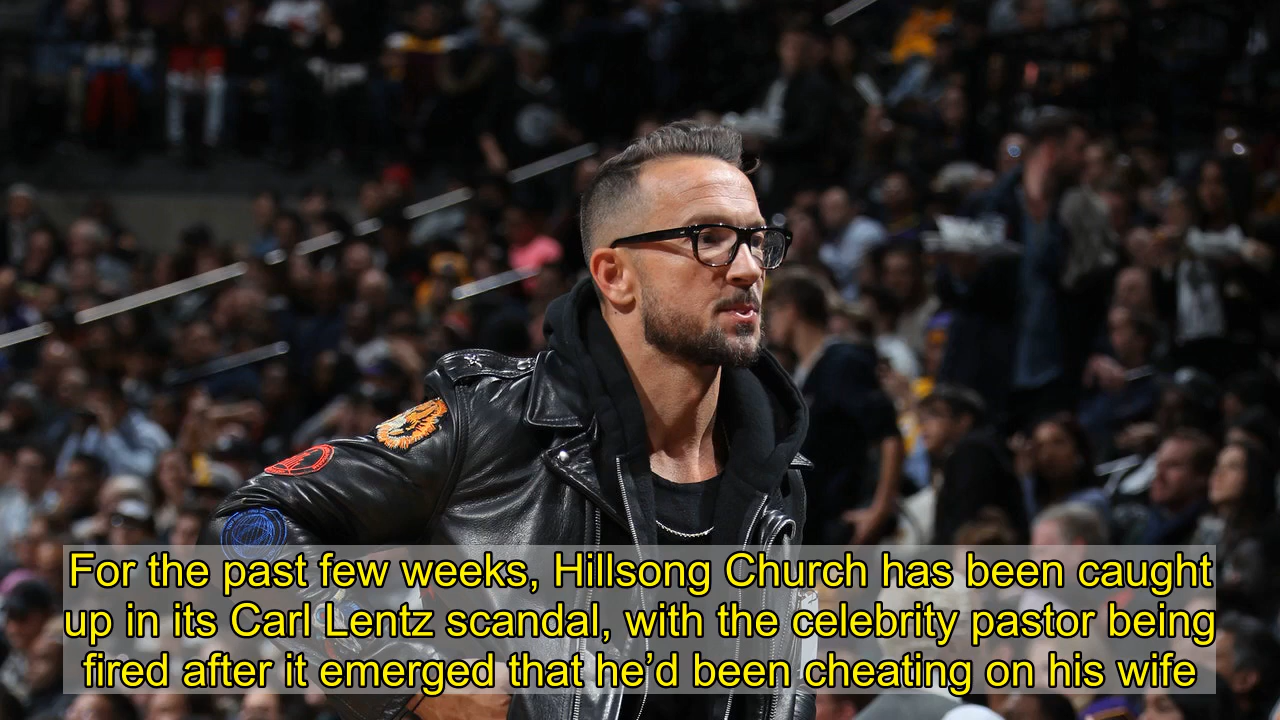 For the past few weeks, Hillsong Church has been caught
up in its Carl Lentz scandal, with the celebrity pastor being
fired after it emerged that he’d been cheating on his wife